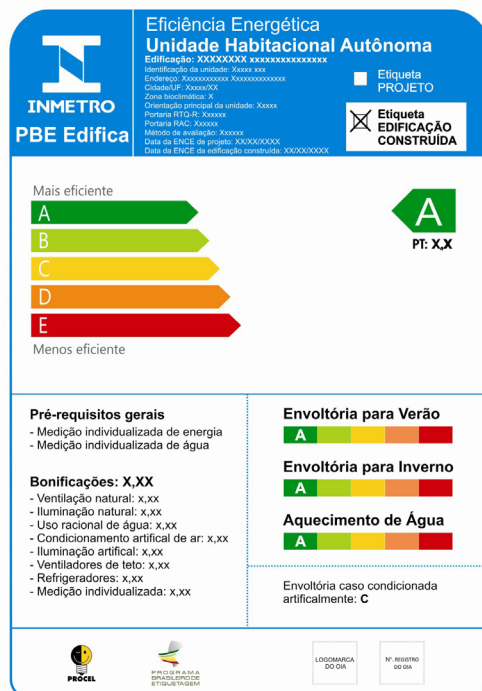 Eficiência Energética
Unidade Habitacional Autônoma
Edificação: XXXXXXXX xxxxxxxxxxxxxxx
Identificação da unidade: Xxxxx xxx
Endereço: Xxxxxxxxxxx Xxxxxxxxxxxxx
Cidade/UF: Xxxxx/XX
Zona bioclimática: X
Orientação principal da unidade: Xxxxx
Portaria RTQ-R: Xxxxxx
Portaria RAC: Xxxxxx
Método de avaliação: Xxxxxx
Data da ENCE de projeto: XX/XX/XXXX
Data da ENCE da edificação construída: XX/XX/XXXX
INMETRO
PBE Edifica
Etiqueta
PROJETO
Etiqueta
EDIFICAÇÃO
CONSTRUÍDA
Mais eficiente
A
B
C
D
E
Menos eficiente
A
PT: X,X
Pré-requisitos gerais
- Medição individualizada de energia
- Medição individualizada de água
Bonificações: X,XX
- Ventilação natural: x,xx
- Iluminação natural: x,xx
- Uso racional de água: x,xx
- Condicionamento artifical de ar: x,xx
- Iluminação artifical: x,xx
- Ventiladores de teto: x,xx
- Refrigeradores: x,xx
- Medição individualizada: x,xx
Envoltória para Verão
A
Envoltória para Inverno
A
Aquecimento de Água
A
Envoltória caso condicionada
artificalmente: C
PROCEL
PROGRAMA
BRASILEIRO DE
ETIQUETAGEM
LOGOMARCA
DO OIA
Nº. REGISTRO
DO OIA